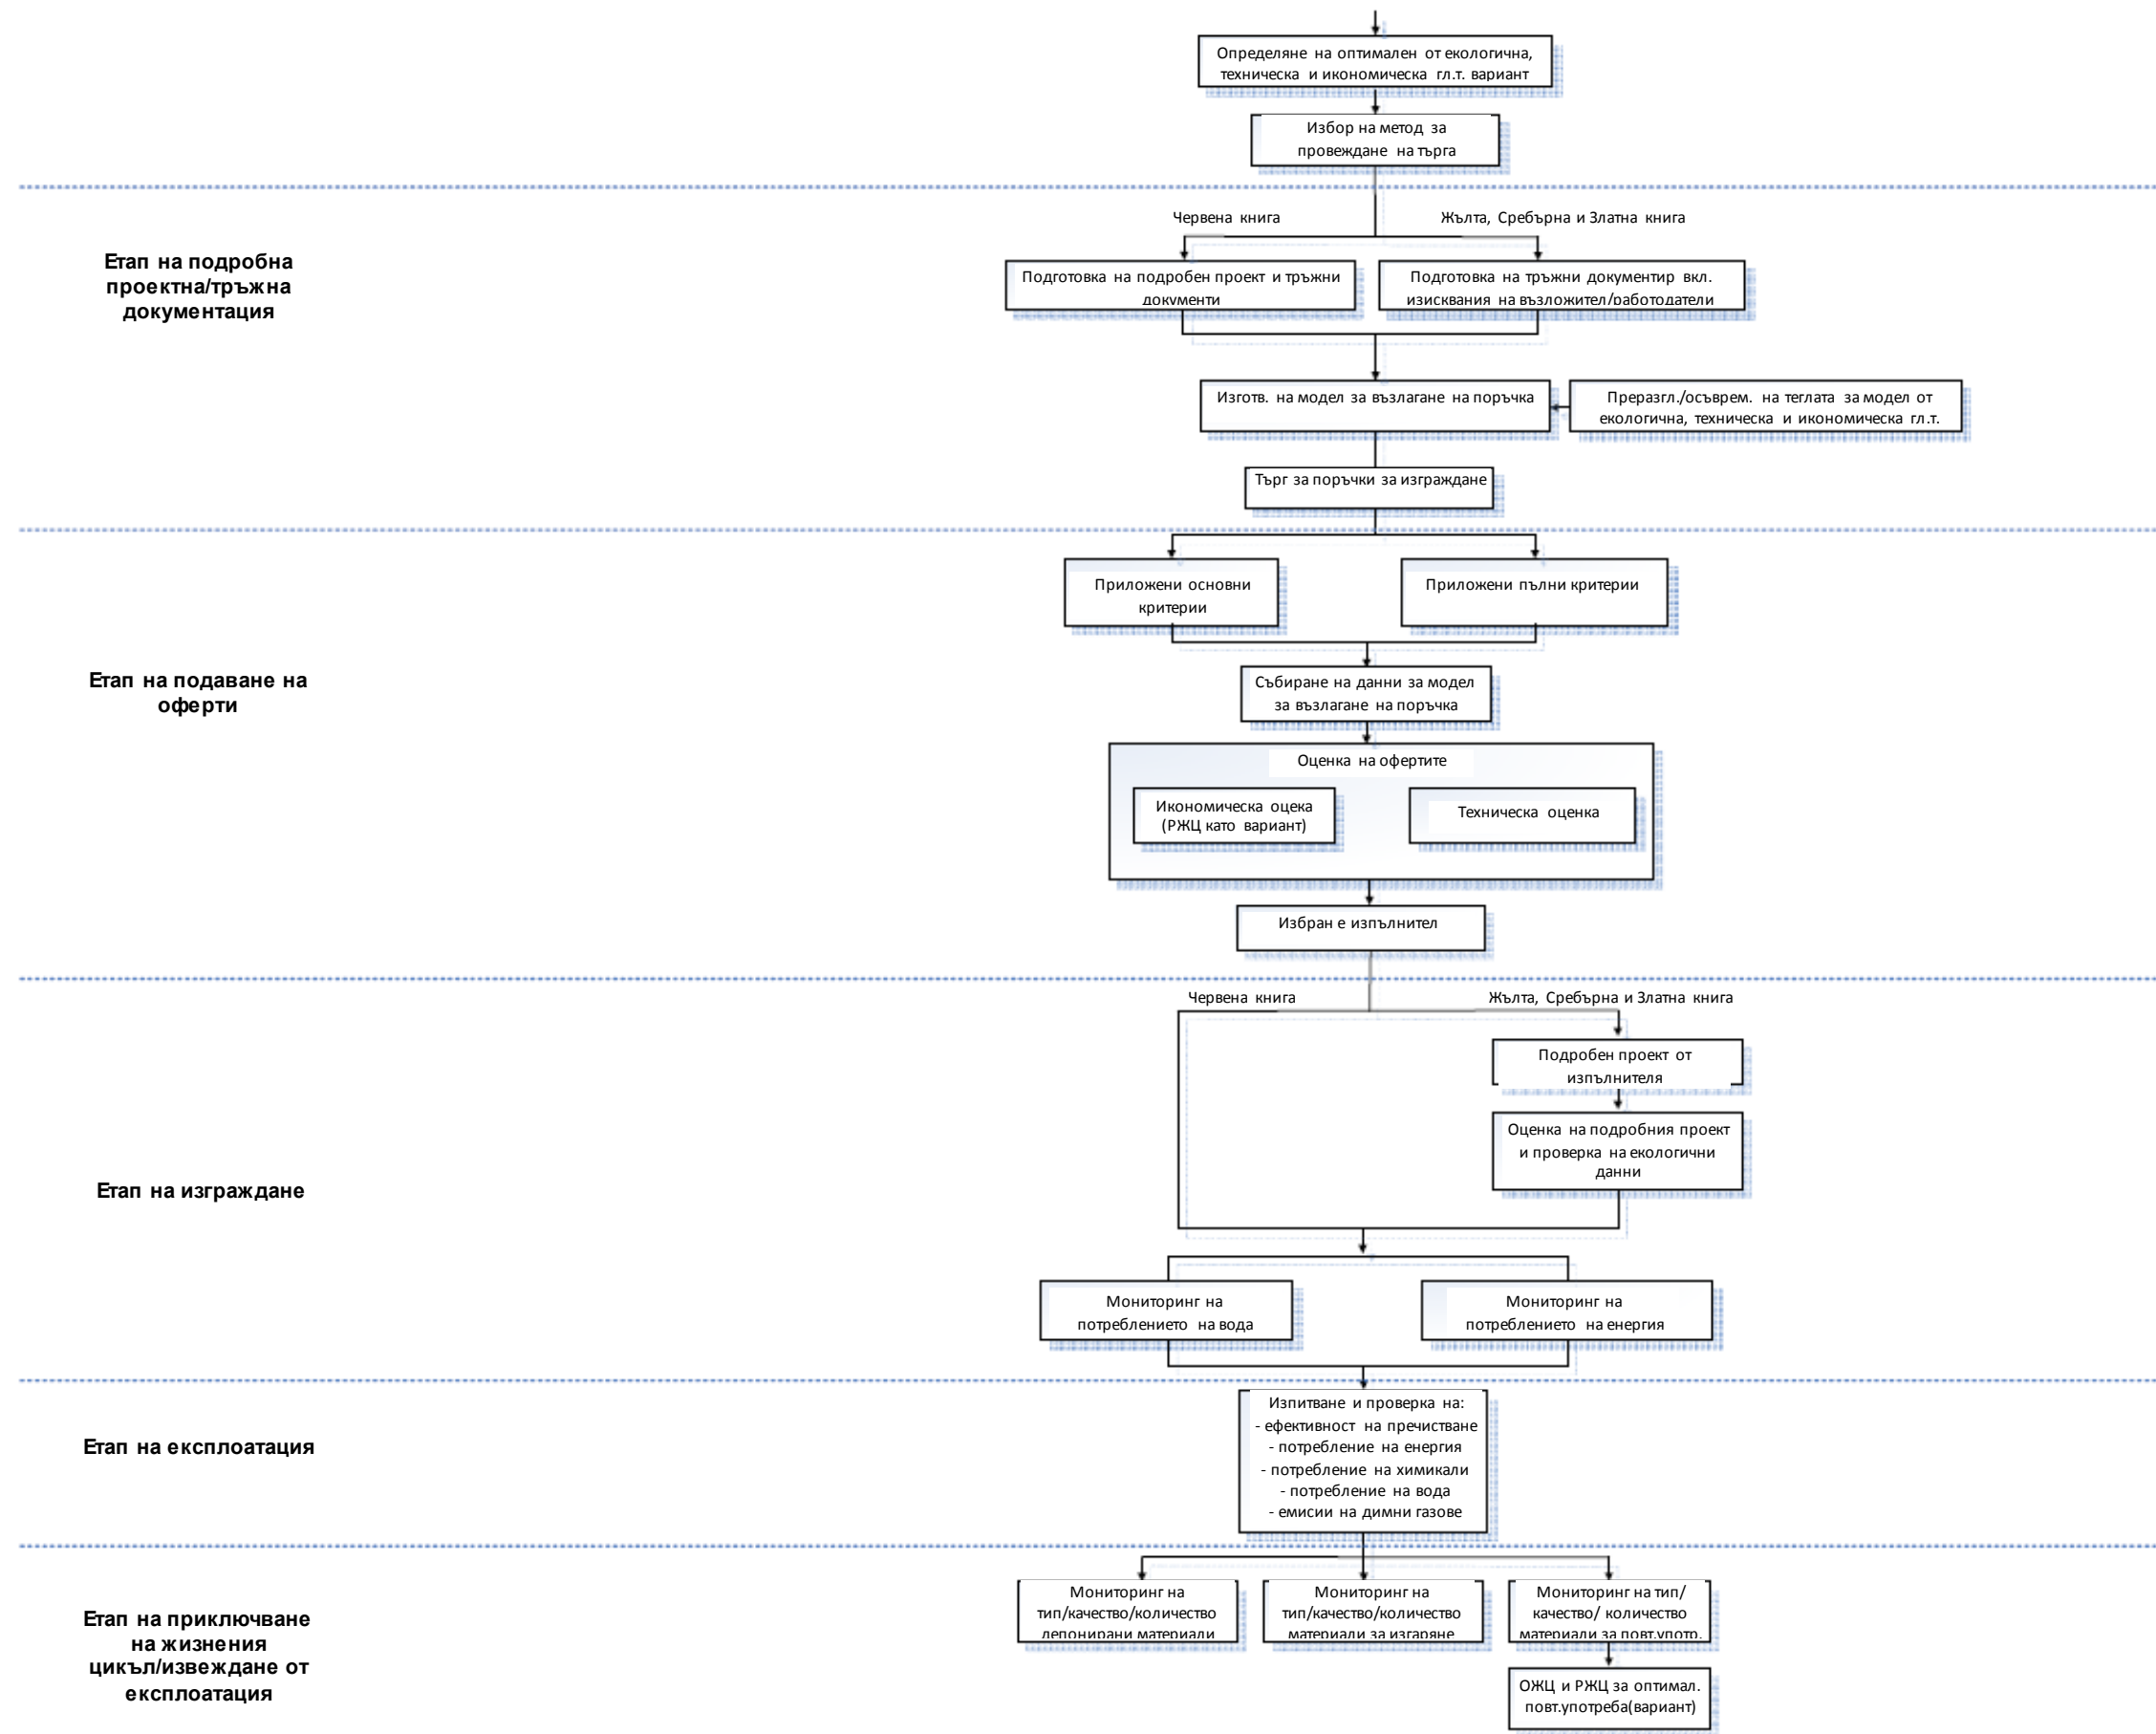 Определяне на оптимален от екологична,
техническа и икономическа гл.т. вариант
Избор на метод за
провеждане на търга
Червена книга
Жълта, Сребърна и Златна книга
Етап на подробна
проектна/тръжна
документация
Подготовка на подробен проект и тръжни
документи
Подготовка на тръжни документир вкл.
изисквания на възложител/работодатели
Изготв. на модел за възлагане на поръчка
Преразгл./осъврем. на теглата за модел от
екологична, техническа и икономическа гл.т.
Търг за поръчки за изграждане
Приложени основни
критерии
Приложени пълни критерии
Етап на подаване на
оферти
Събиране на данни за модел
за възлагане на поръчка
Оценка на офертите
Икономическа оцека
(РЖЦ като вариант)
Техническа оценка
Избран е изпълнител
Червена книга
Жълта, Сребърна и Златна книга
Подробен проект от
изпълнителя
Оценка на подробния проект
и проверка на екологични
данни
Етап на изграждане
Мониторинг на
потреблението на вода
Мониторинг на
потреблението на енергия
Етап на експлоатация
Изпитване и проверка на:
- ефективност на пречистване
- потребление на енергия
- потребление на химикали
- потребление на вода
- емисии на димни газове
Етап на приключване
на жизнения
цикъл/извеждане от
експлоатация
Мониторинг на
тип/качество/количество
депонирани материали
Мониторинг на
тип/качество/количество
материали за изгаряне
Мониторинг на тип/
качество/ количество
материали за повт.употр.
ОЖЦ и РЖЦ за оптимал.
повт.употреба(вариант)